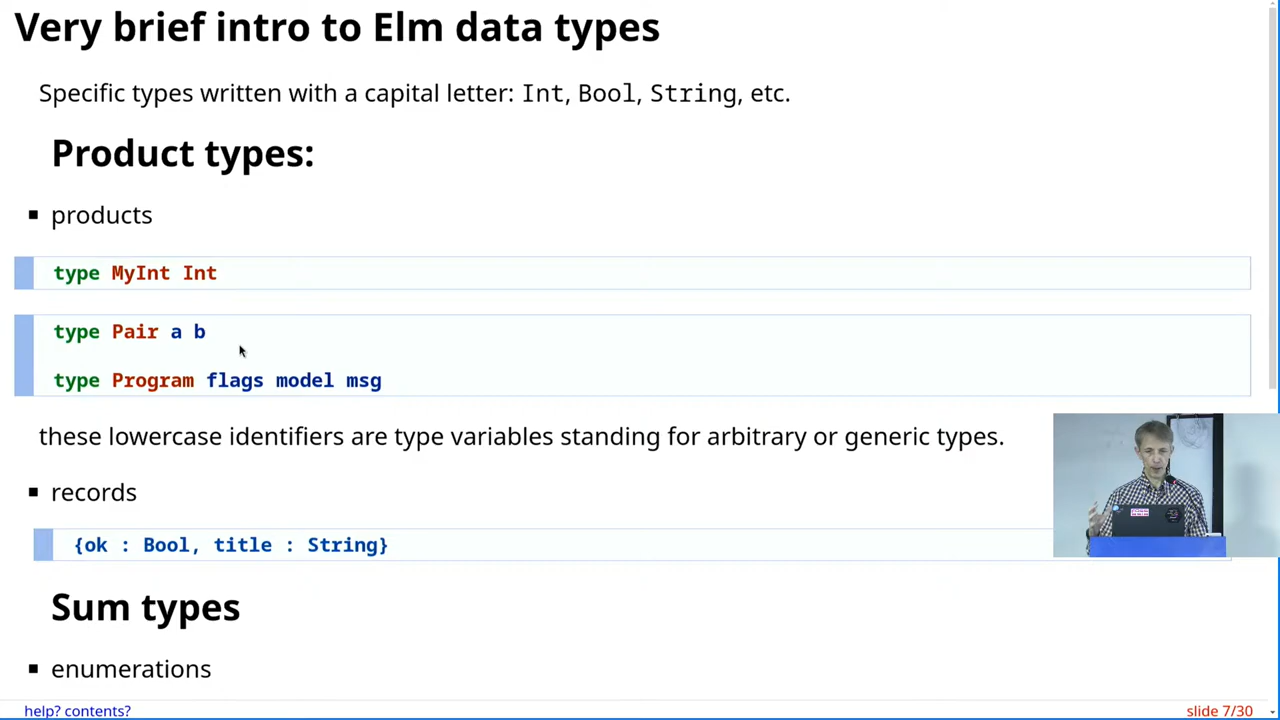 Very brief intro to Elm data types
Specific types written with a capital letter: Int, Bool, String, etc.
Product types:
▪ products
type MyInt Int
type Pair a b
type Program flags model msg
these lowercase identifiers are type variables standing for arbitrary or generic types.
▪ records
{ok : Bool, title : String}
Sum types
▪ enumerations
help? contents?
slide 7/30